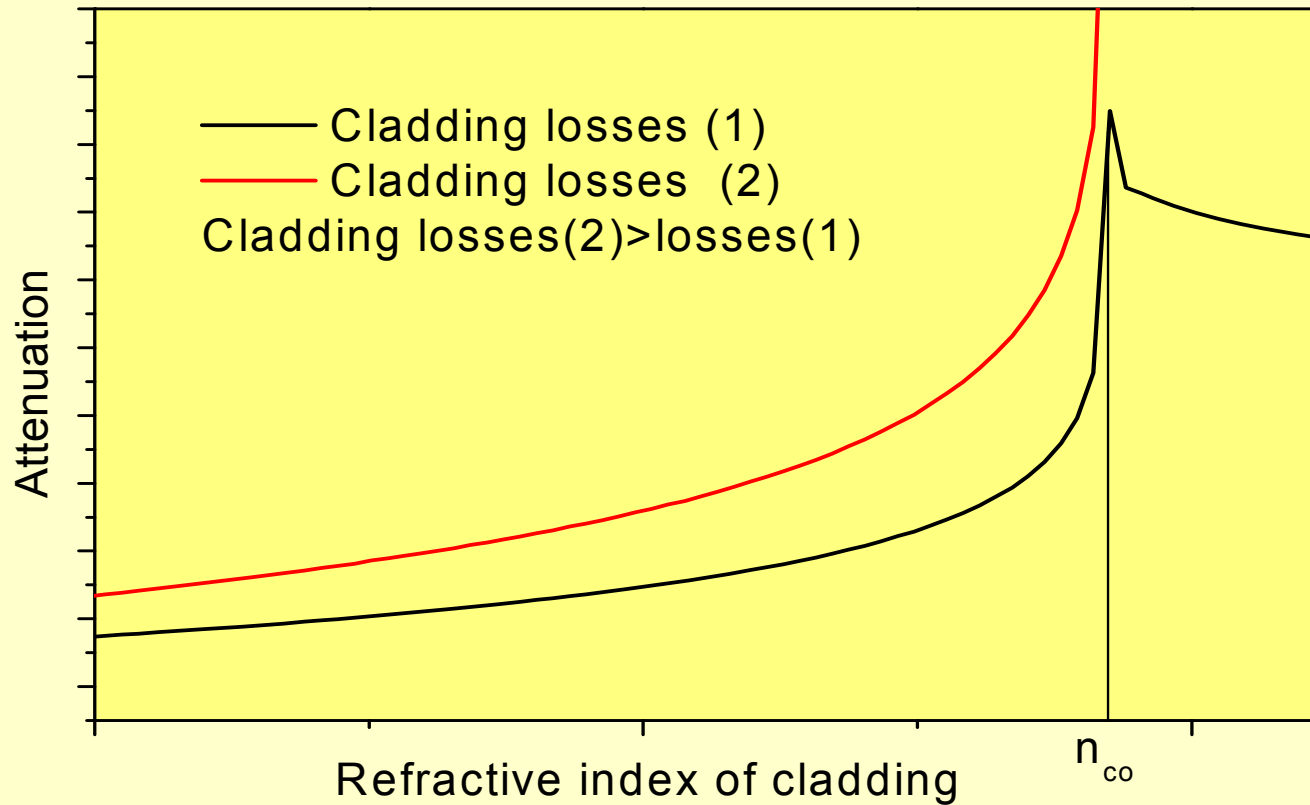 Cladding losses (1)
Cladding losses (2)
Cladding losses(2)>losses(1)
Attenuation
n_co
Refractive index of cladding